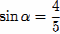 sin α = 4/5